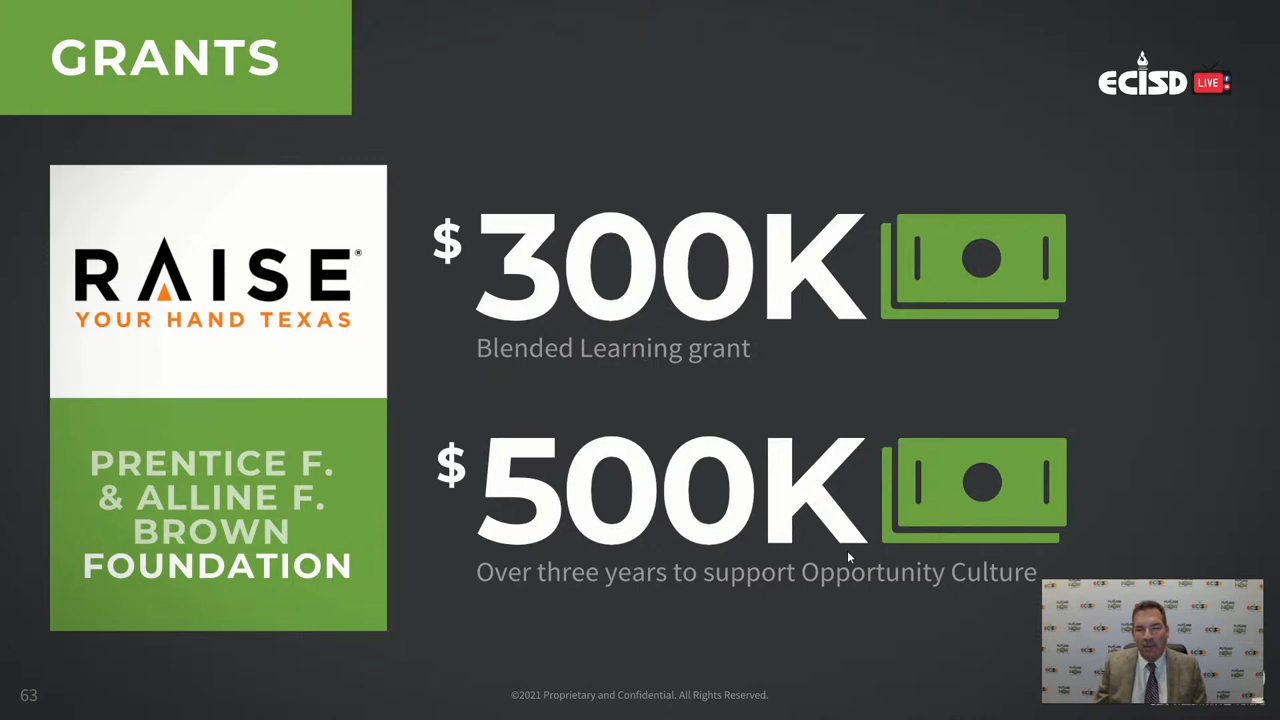 GRANTS
ECISD LIVE
RAISE®
YOUR HAND TEXAS
$300K
Blended Learning grant
PRENTICE F.
& ALLINE F.
BROWN
FOUNDATION
$500K
Over three years to support Opportunity Culture
63
©2021 Proprietary and Confidential. All Rights Reserved.